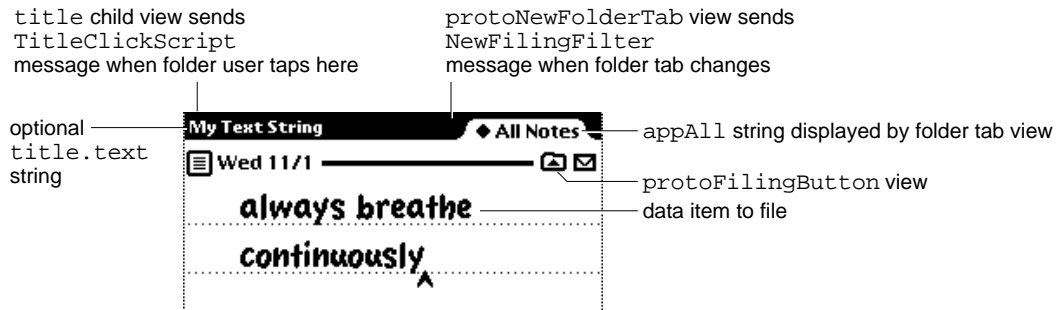 title child view sends
TitleClickScript
message when folder user taps here
protoNewFolderTab view sends
NewFilingFilter
message when folder tab changes
optional
title.text
string
My Text String
◆ All Notes
appAll string displayed by folder tab view
Wed 11/1
protoFilingButton view
always breathe
data item to file
continuously